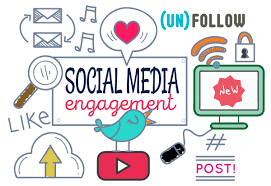 (UN)FOLLOW
SOCIAL MEDIA
engagement
NEW
LIKE
#
POST!